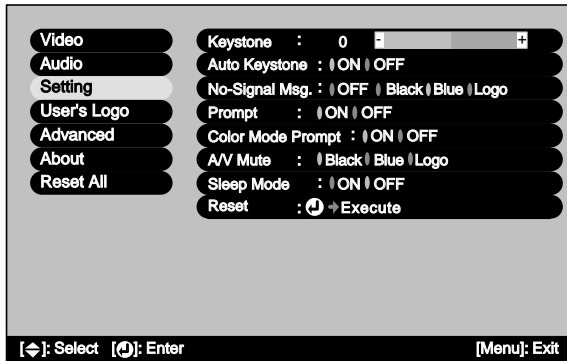 Video
Audio
Setting
User's Logo
Advanced
About
Reset All
Keystone : 0 - +
Auto Keystone : ON OFF
No-Signal Msg. : OFF Black Blue Logo
Prompt : ON OFF
Color Mode Prompt : ON OFF
A/V Mute : Black Blue Logo
Sleep Mode : ON OFF
Reset : Execute
[ ]: Select [ ]: Enter [Menu]: Exit